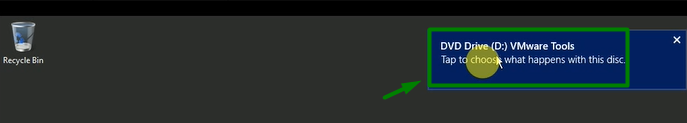 DVD Drive (D:) VMware Tools
Tap to choose what happens with this disc.
Recycle Bin